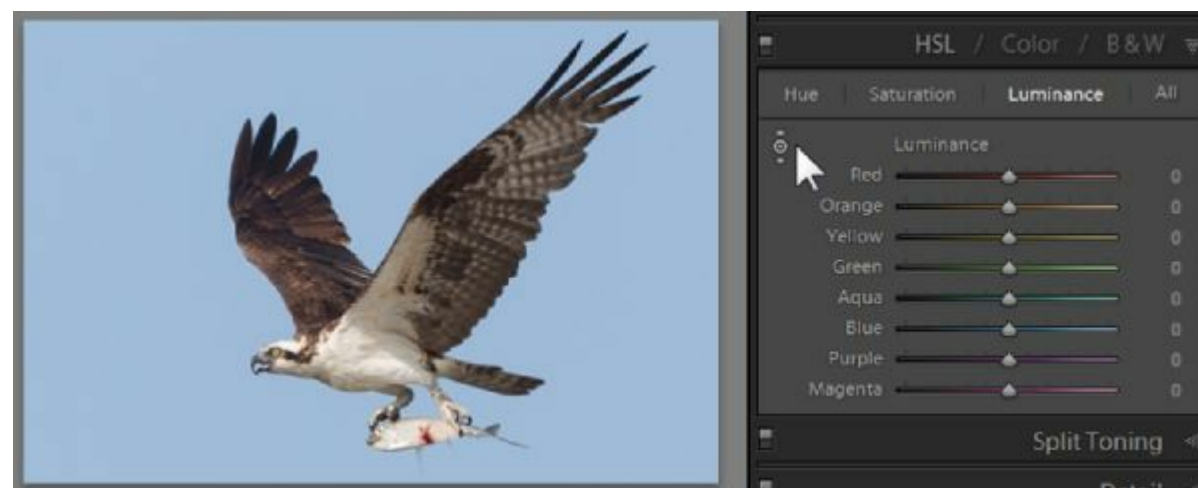 HSL / Color / B & W
Hue Saturation Luminance All
Luminance
Red 0
Orange 0
Yellow 0
Green 0
Aqua 0
Blue 0
Purple 0
Magenta 0
Split Toning